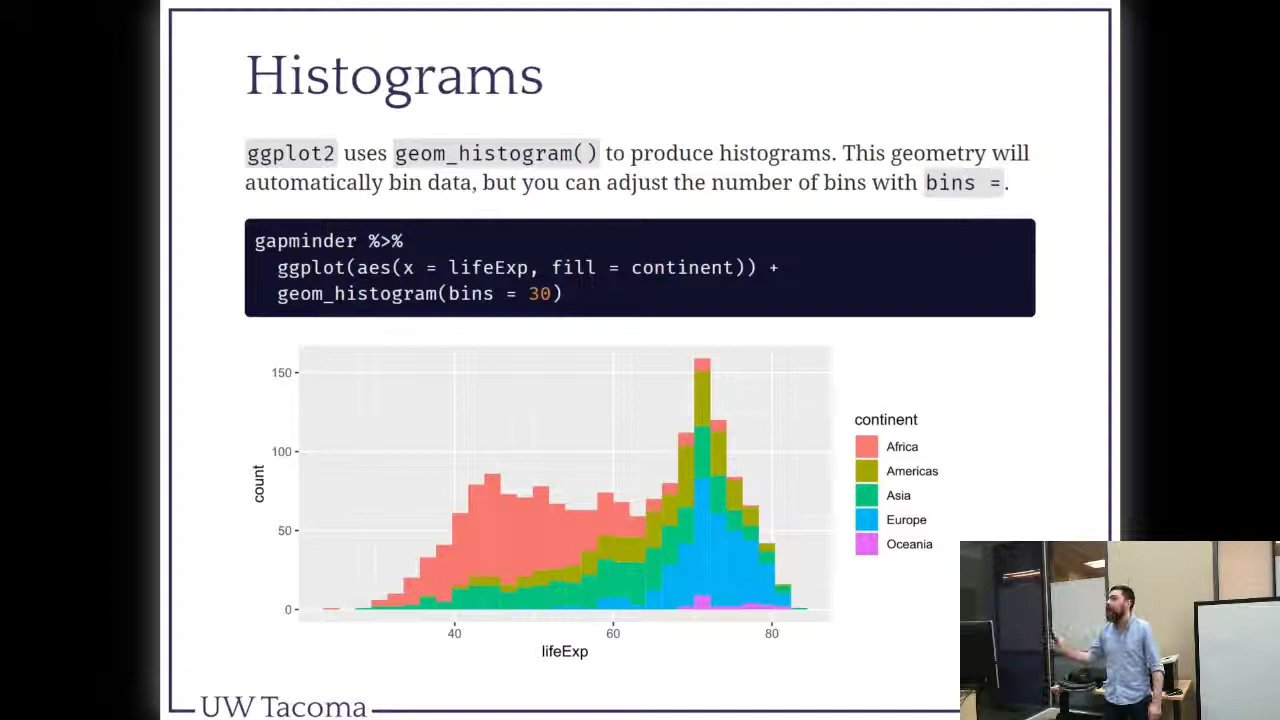 Histograms
ggplot2 uses geom_histogram() to produce histograms. This geometry will
automatically bin data, but you can adjust the number of bins with bins =.
gapminder %>%
ggplot(aes(x = lifeExp, fill = continent)) +
geom_histogram(bins = 30)
150
100
50
0
count
40 60 80
lifeExp
continent
Africa
Americas
Asia
Europe
Oceania
UW Tacoma